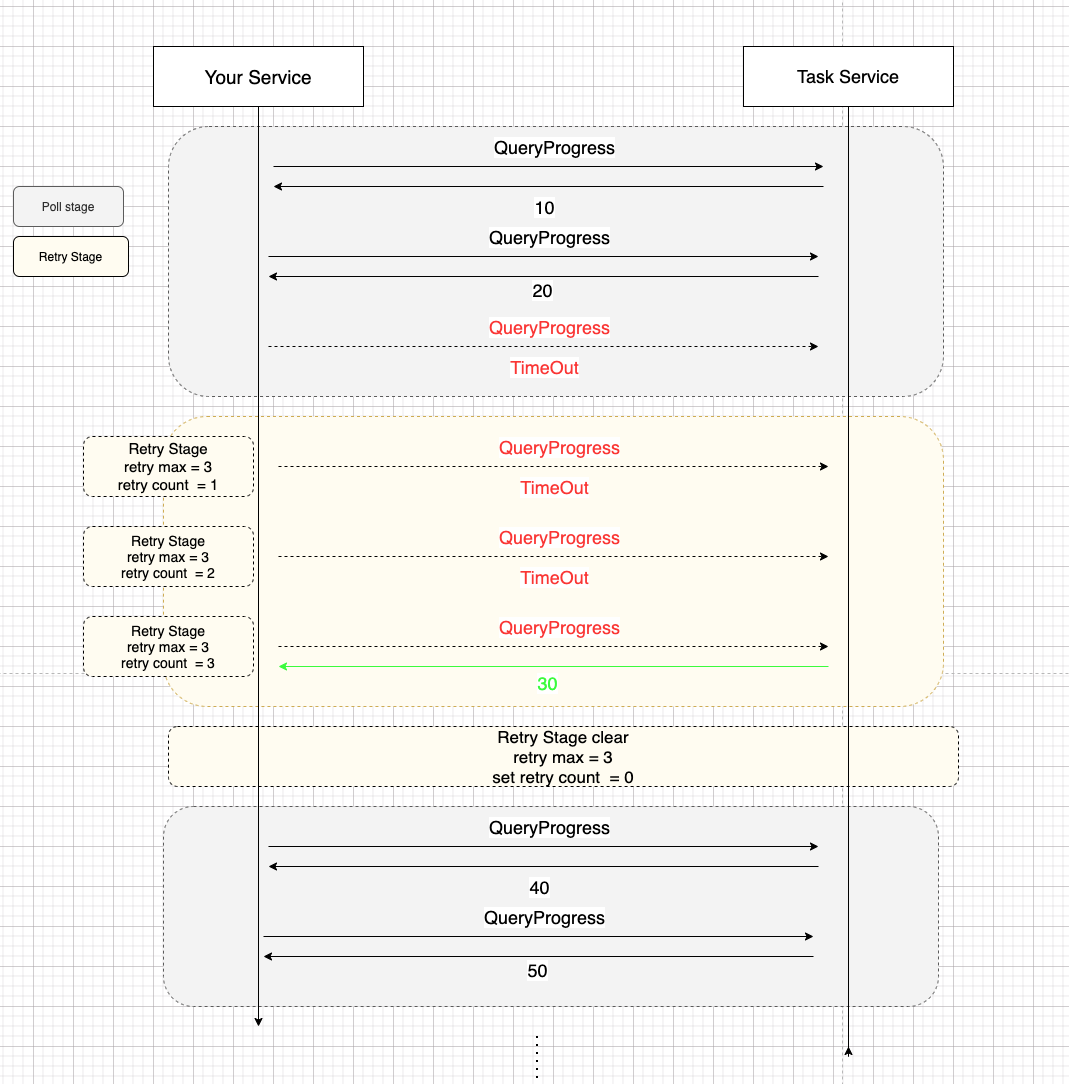 Your Service
Task Service
QueryProgress
10
Poll stage
QueryProgress
Retry Stage
20
QueryProgress
TimeOut
Retry Stage
retry max = 3
retry count  = 1
QueryProgress
TimeOut
Retry Stage
retry max = 3
retry count  = 2
QueryProgress
TimeOut
Retry Stage
retry max = 3
retry count  = 3
QueryProgress
30
Retry Stage clear
retry max = 3
set retry count  = 0
QueryProgress
40
QueryProgress
50